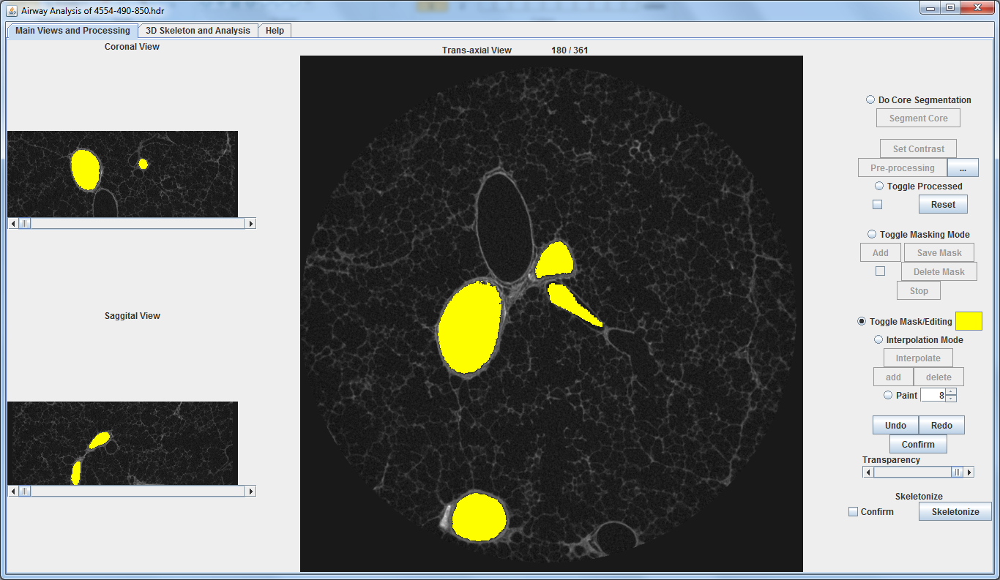 Airway Analysis of 4554-490-850.hdr
Main Views and Processing 3D Skeleton and Analysis Help
Coronal View
Trans-axial View 180 / 361
Do Core Segmentation
Segment Core
Set Contrast
Pre-processing ...
Toggle Processed
Reset
Toggle Masking Mode
Add Save Mask
Delete Mask
Stop
Saggital View
Toggle Mask/Editing
Interpolation Mode
Interpolate
add delete
Paint 8
Undo Redo
Confirm
Transparency
Skeletonize
Confirm Skeletonize